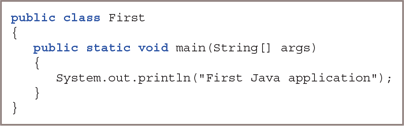 public class First
{
   public static void main(String[] args)
   {
      System.out.println("First Java application");
   }
}